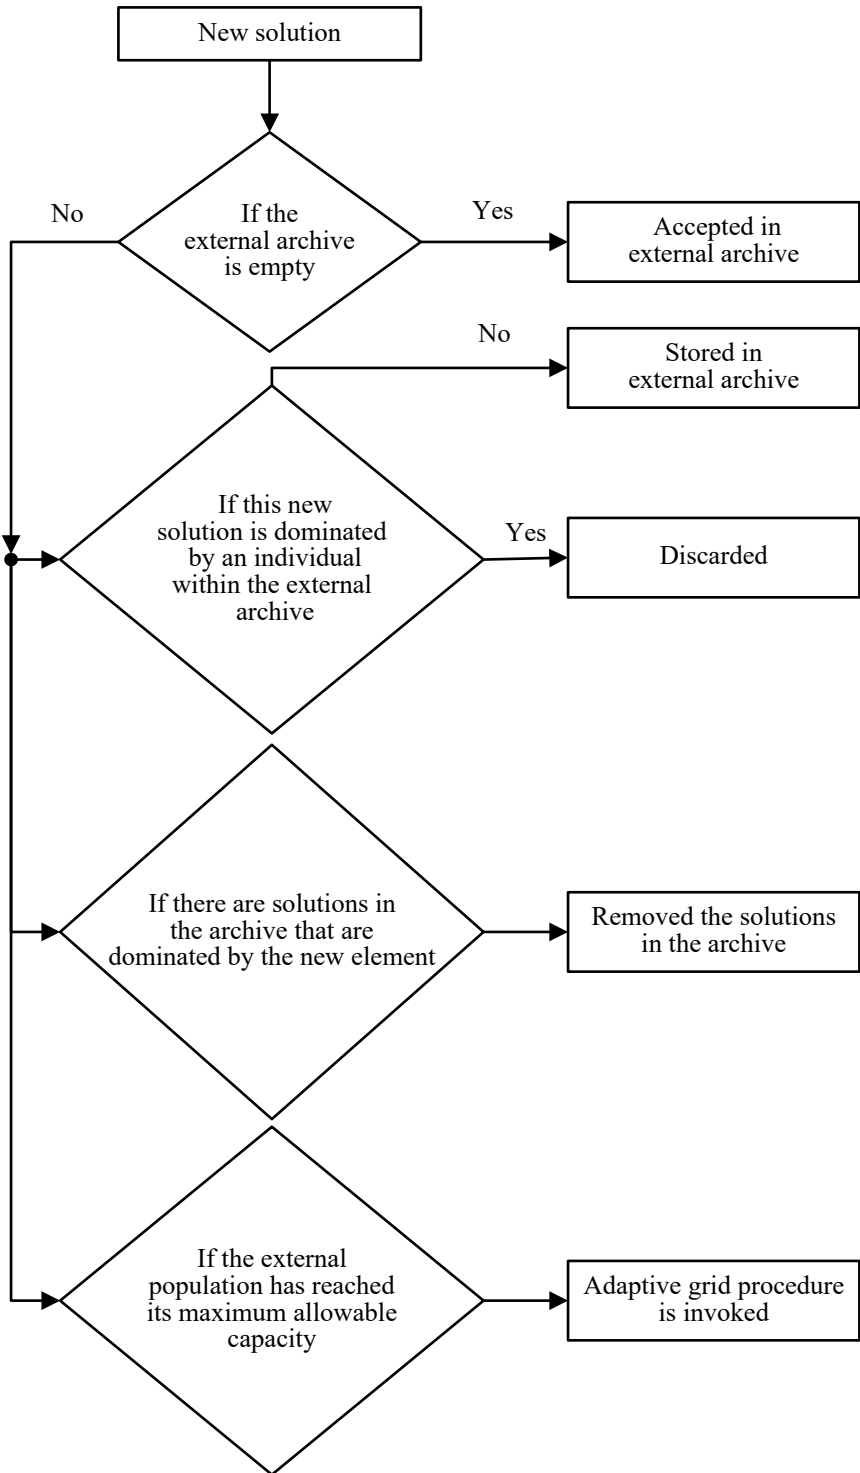 New solution
No
If the
external archive
is empty
Yes
Accepted in
external archive
No
Stored in
external archive
If this new
solution is dominated
by an individual
within the external
archive
Yes
Discarded
If there are solutions in
the archive that are
dominated by the new element
Removed the solutions
in the archive
If the external
population has reached
its maximum allowable
capacity
Adaptive grid procedure
is invoked